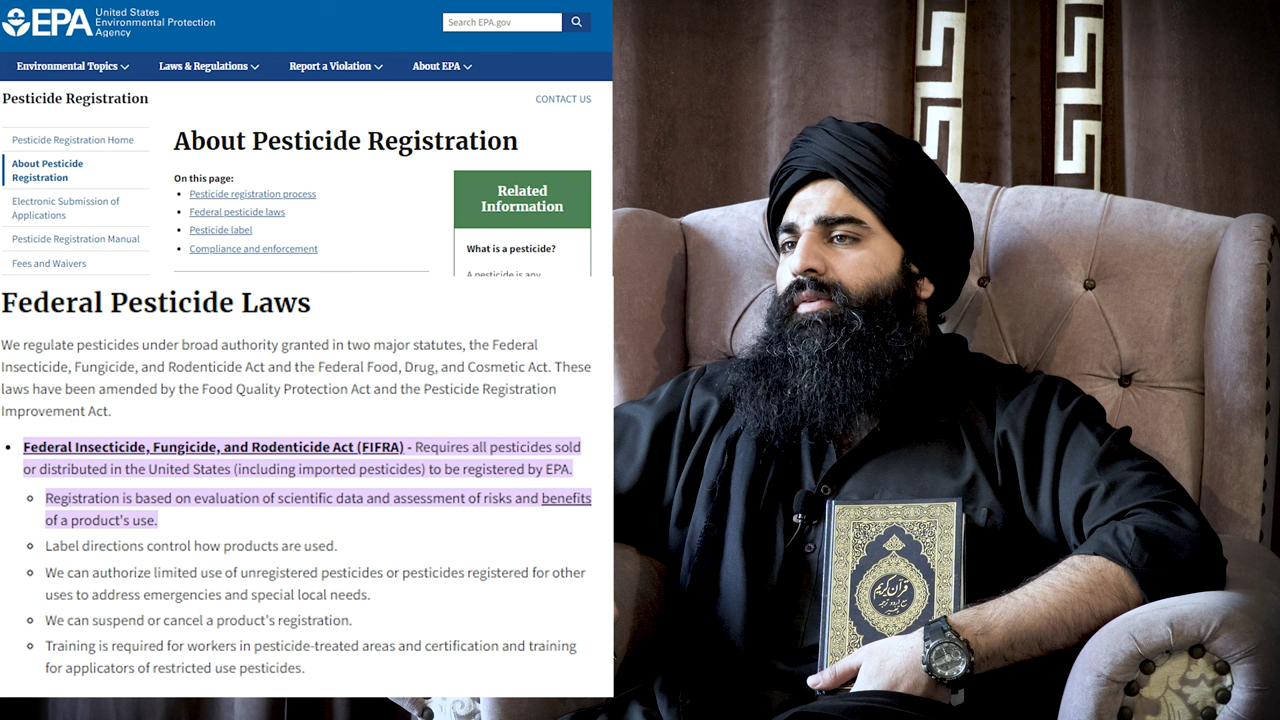 EPA
United States
Environmental Protection
Agency
Search EPA.gov
Environmental Topics
Laws & Regulations
Report a Violation
About EPA
Pesticide Registration
CONTACT US
Pesticide Registration Home
About Pesticide
Registration
Electronic Submission of
Applications
Pesticide Registration Manual
Fees and Waivers
About Pesticide Registration
On this page:
• Pesticide registration process
• Federal pesticide laws
• Pesticide label
• Compliance and enforcement
Related
Information
What is a pesticide?
A pesticide is any
Federal Pesticide Laws
We regulate pesticides under broad authority granted in two major statutes, the Federal
Insecticide, Fungicide, and Rodenticide Act and the Federal Food, Drug, and Cosmetic Act. These
laws have been amended by the Food Quality Protection Act and the Pesticide Registration
Improvement Act.
• Federal Insecticide, Fungicide, and Rodenticide Act (FIFRA) - Requires all pesticides sold
or distributed in the United States (including imported pesticides) to be registered by EPA.
Registration is based on evaluation of scientific data and assessment of risks and benefits
of a product's use.
Label directions control how products are used.
We can authorize limited use of unregistered pesticides or pesticides registered for other
uses to address emergencies and special local needs.
We can suspend or cancel a product's registration.
Training is required for workers in pesticide-treated areas and certification and training
for applicators of restricted use pesticides.
قرآن کریم